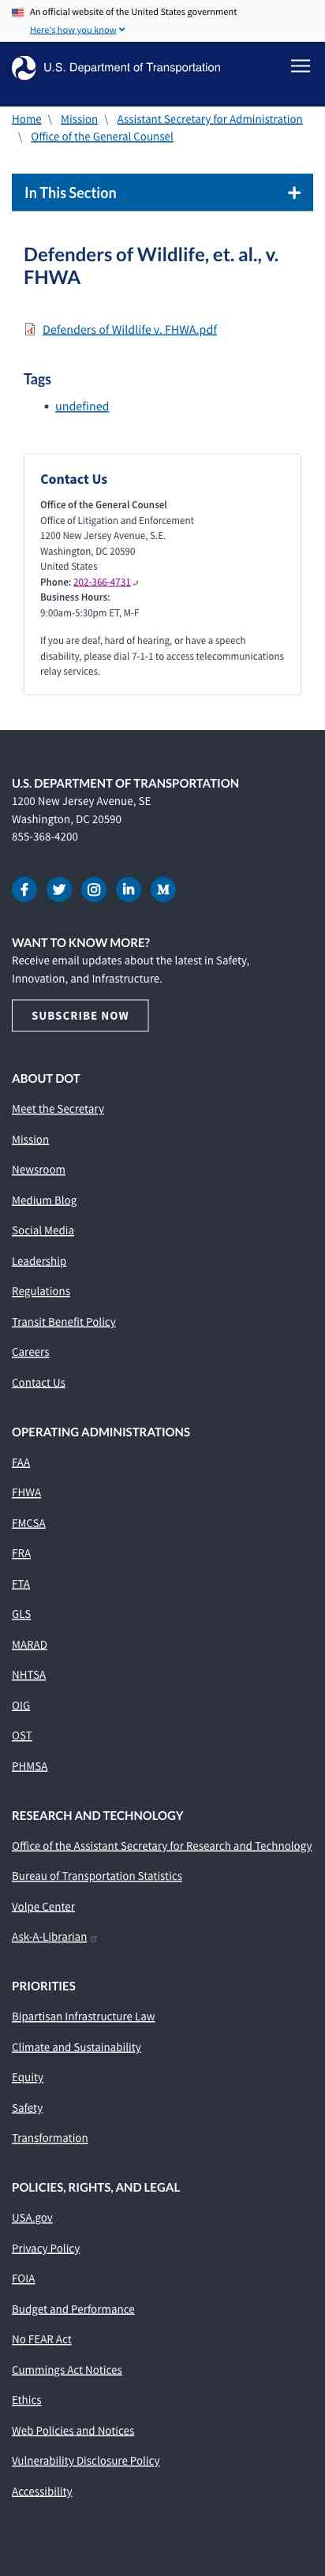 An official website of the United States government
Here's how you know
U.S. Department of Transportation
Home \ Mission \ Assistant Secretary for Administration
\ Office of the General Counsel
In This Section
Defenders of Wildlife, et. al., v.
FHWA
Defenders of Wildlife v. FHWA.pdf
Tags
• undefined
Contact Us
Office of the General Counsel
Office of Litigation and Enforcement
1200 New Jersey Avenue, S.E.
Washington, DC 20590
United States
Phone: 202-366-4731
Business Hours:
9:00am-5:30pm ET, M-F
If you are deaf, hard of hearing, or have a speech
disability, please dial 7-1-1 to access telecommunications
relay services.
U.S. DEPARTMENT OF TRANSPORTATION
1200 New Jersey Avenue, SE
Washington, DC 20590
855-368-4200
WANT TO KNOW MORE?
Receive email updates about the latest in Safety,
Innovation, and Infrastructure.
SUBSCRIBE NOW
ABOUT DOT
Meet the Secretary
Mission
Newsroom
Medium Blog
Social Media
Leadership
Regulations
Transit Benefit Policy
Careers
Contact Us
OPERATING ADMINISTRATIONS
FAA
FHWA
FMCSA
FRA
FTA
GLS
MARAD
NHTSA
OIG
OST
PHMSA
RESEARCH AND TECHNOLOGY
Office of the Assistant Secretary for Research and Technology
Bureau of Transportation Statistics
Volpe Center
Ask-A-Librarian
PRIORITIES
Bipartisan Infrastructure Law
Climate and Sustainability
Equity
Safety
Transformation
POLICIES, RIGHTS, AND LEGAL
USA.gov
Privacy Policy
FOIA
Budget and Performance
No FEAR Act
Cummings Act Notices
Ethics
Web Policies and Notices
Vulnerability Disclosure Policy
Accessibility